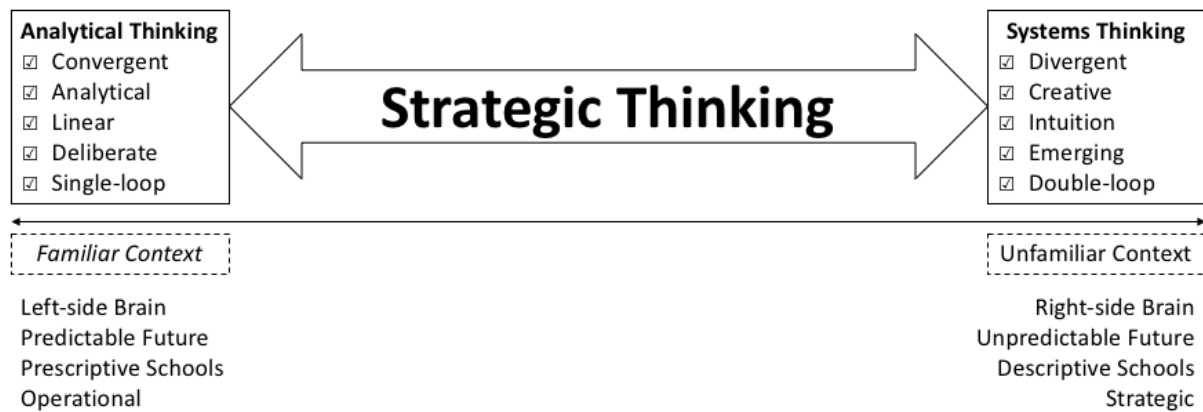 Analytical Thinking
☑ Convergent
☑ Analytical
☑ Linear
☑ Deliberate
☑ Single-loop
Strategic Thinking
Systems Thinking
☑ Divergent
☑ Creative
☑ Intuition
☑ Emerging
☑ Double-loop
Familiar Context
Unfamiliar Context
Left-side Brain
Predictable Future
Prescriptive Schools
Operational
Right-side Brain
Unpredictable Future
Descriptive Schools
Strategic